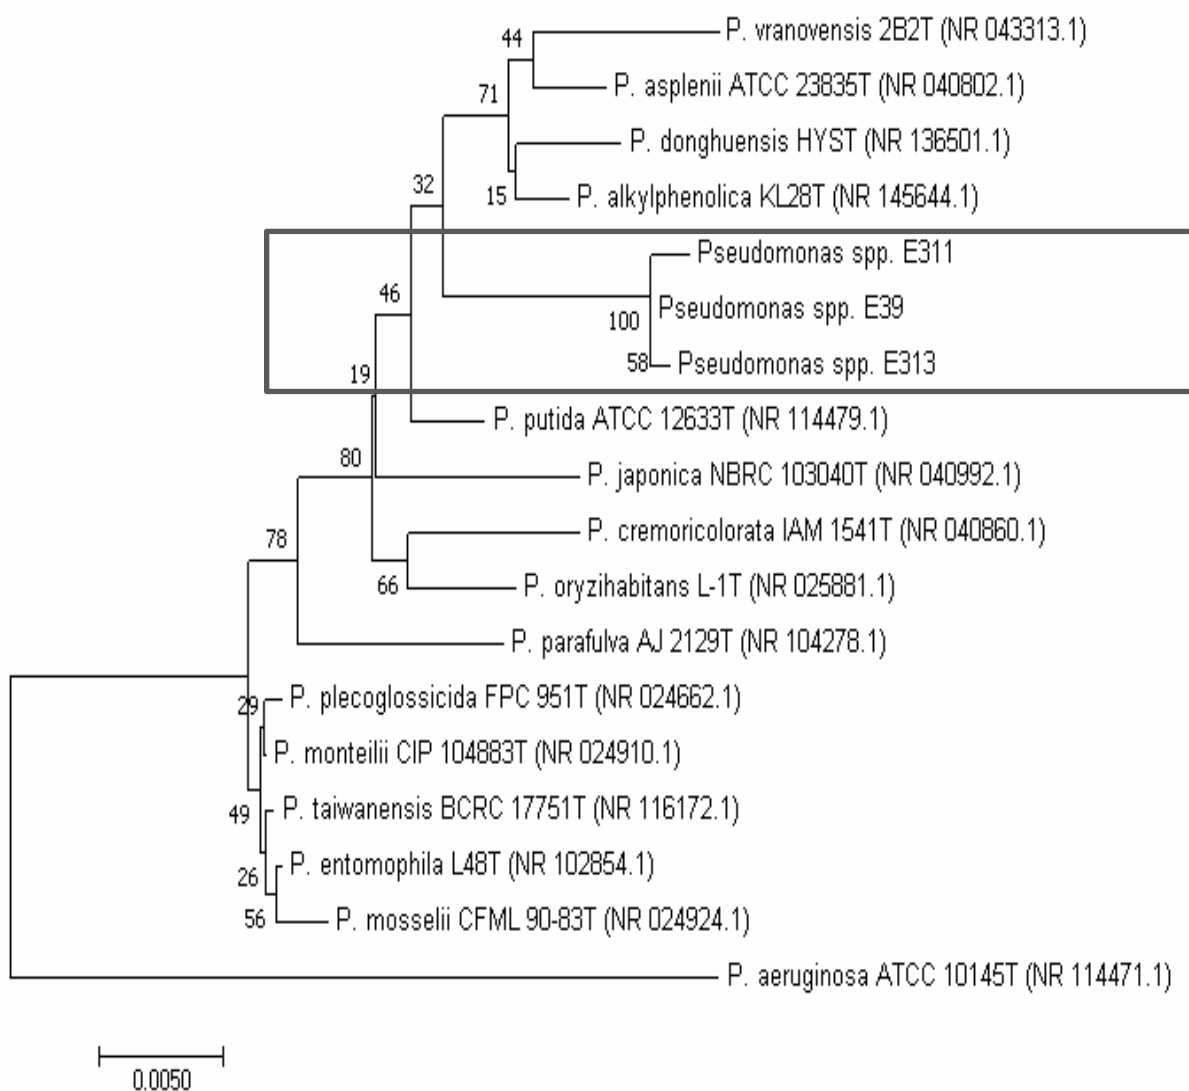 44
P. vranovensis 2B2T (NR 043313.1)
P. asplenii ATCC 23835T (NR 040802.1)
71
P. donghuensis HYST (NR 136501.1)
32
15
P. alkylphenolica KL28T (NR 145644.1)
Pseudomonas spp. E311
46
Pseudomonas spp. E39
100
58
Pseudomonas spp. E313
19
P. putida ATCC 12633T (NR 114479.1)
80
P. japonica NBRC 103040T (NR 040992.1)
78
P. cremoricolorata IAM 1541T (NR 040860.1)
66
P. oryzihabitans L-1T (NR 025881.1)
P. parafulva AJ 2129T (NR 104278.1)
29
P. plecoglossicida FPC 951T (NR 024662.1)
P. monteilii CIP 104883T (NR 024910.1)
49
P. taiwanensis BCRC 17751T (NR 116172.1)
26
P. entomophila L48T (NR 102854.1)
56
P. mosselii CFML 90-83T (NR 024924.1)
P. aeruginosa ATCC 10145T (NR 114471.1)
0.0050